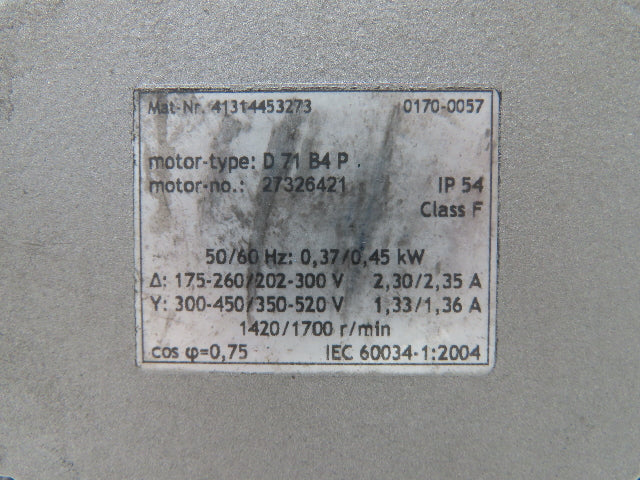 Mat-Nr. 41314453273 0170-0057
motor-type: D 71 B4 P
motor-no.: 27326421 IP 54
Class F
50/60 Hz: 0,37/0,45 kW
Δ: 175-260/202-300 V 2,30/2,35 A
Y: 300-450/350-520 V 1,33/1,36 A
1420/1700 r/min
cos φ=0,75 IEC 60034-1:2004